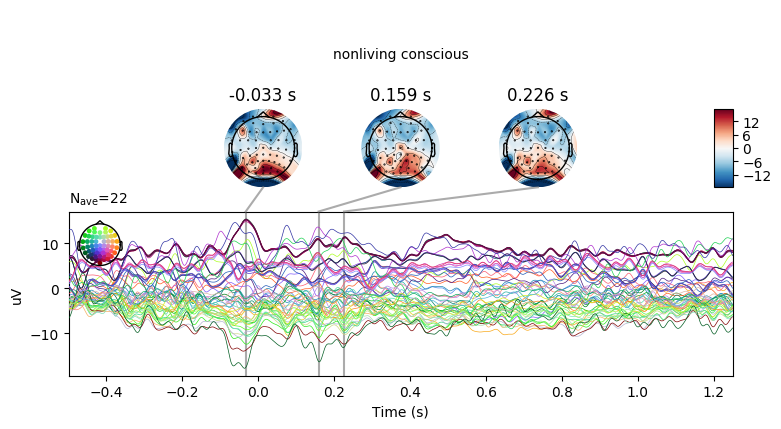 nonliving conscious
-0.033 s 0.159 s 0.226 s
12
6
0
−6
−12
Nave=22
10
0
−10
uV
−0.4 −0.2 0.0 0.2 0.4 0.6 0.8 1.0 1.2
Time (s)